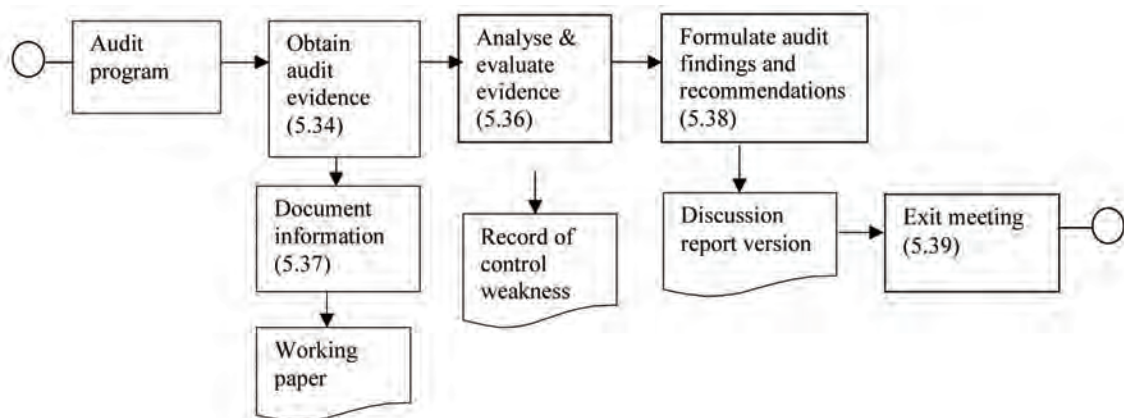 Audit
program
Obtain
audit
evidence
(5.34)
Analyse &
evaluate
evidence
(5.36)
Formulate audit
findings and
recommendations
(5.38)
Document
information
(5.37)
Record of
control
weakness
Discussion
report version
Exit meeting
(5.39)
Working
paper